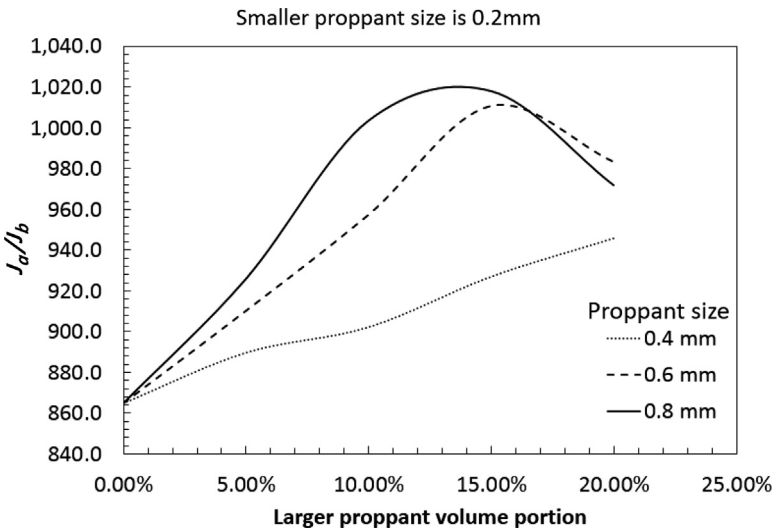 Smaller proppant size is 0.2mm
1,040.0
1,020.0
1,000.0
980.0
960.0
940.0
920.0
900.0
880.0
860.0
840.0
Ja/Jb
Proppant size
0.4 mm
0.6 mm
0.8 mm
0.00% 5.00% 10.00% 15.00% 20.00% 25.00%
Larger proppant volume portion